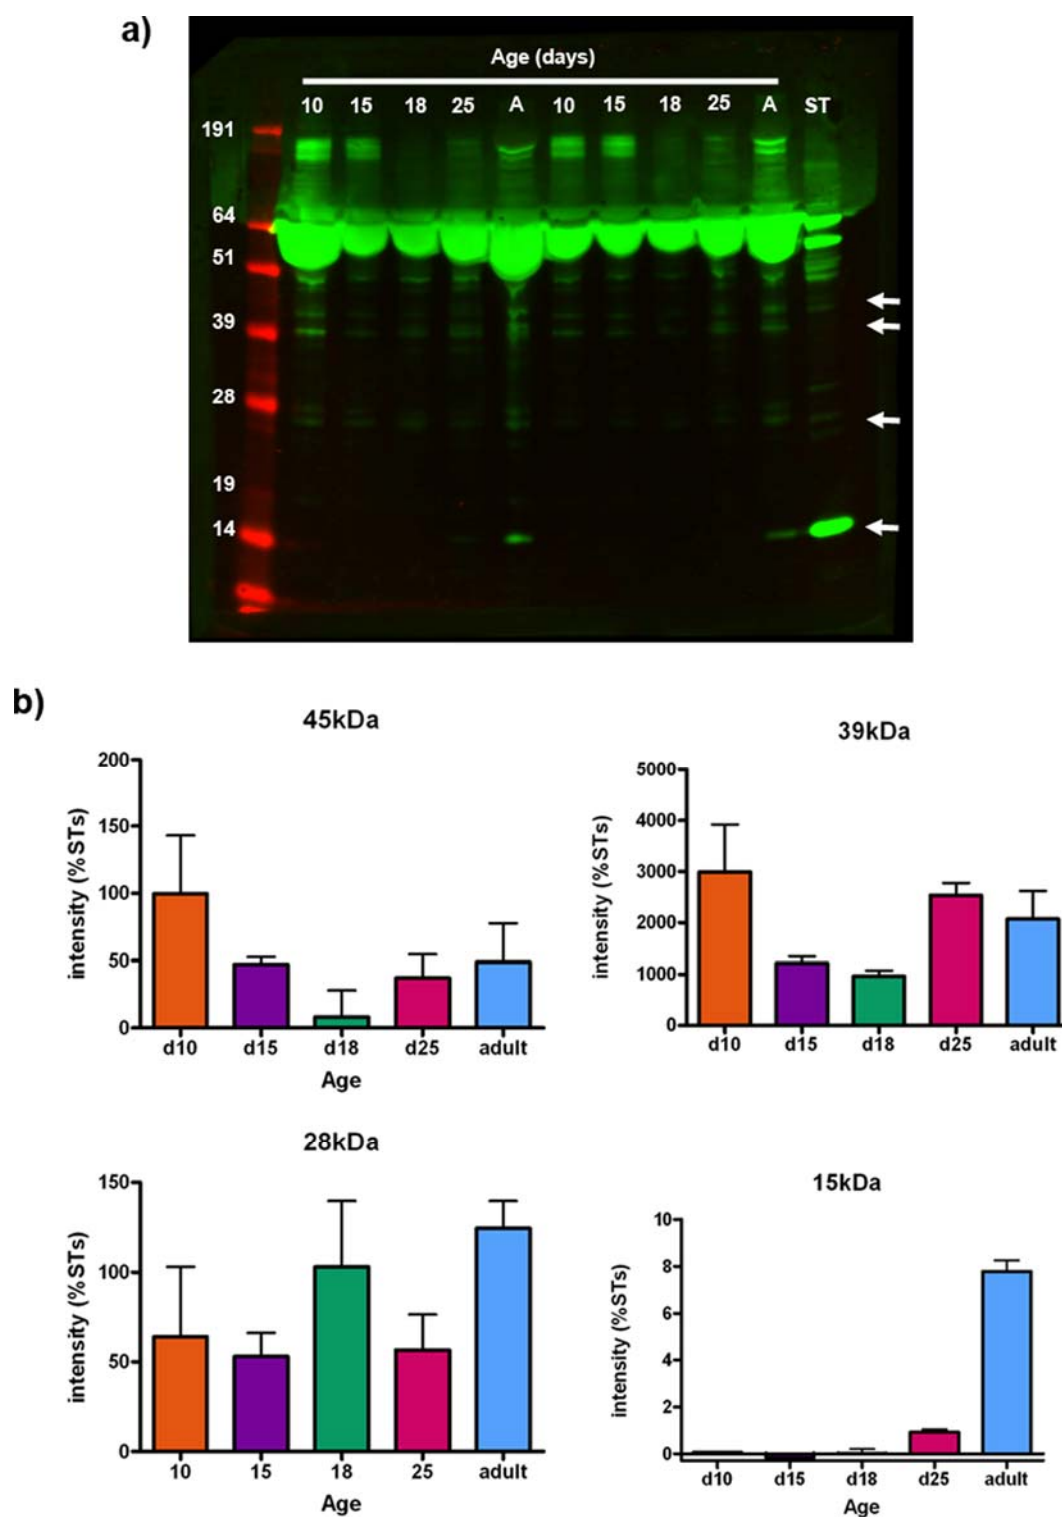 a)
Age (days)
10 15 18 25 A 10 15 18 25 A ST
191
64
51
39
28
19
14
b)
45kDa
200
150
100
50
0
intensity (%STs)
d10 d15 d18 d25 adult
Age
39kDa
5000
4000
3000
2000
1000
0
intensity (%STs)
d10 d15 d18 d25 adult
28kDa
150
100
50
0
intensity (%STs)
10 15 18 25 adult
Age
15kDa
10
8
6
4
2
0
intensity (%STs)
d10 d15 d18 d25 adult
Age